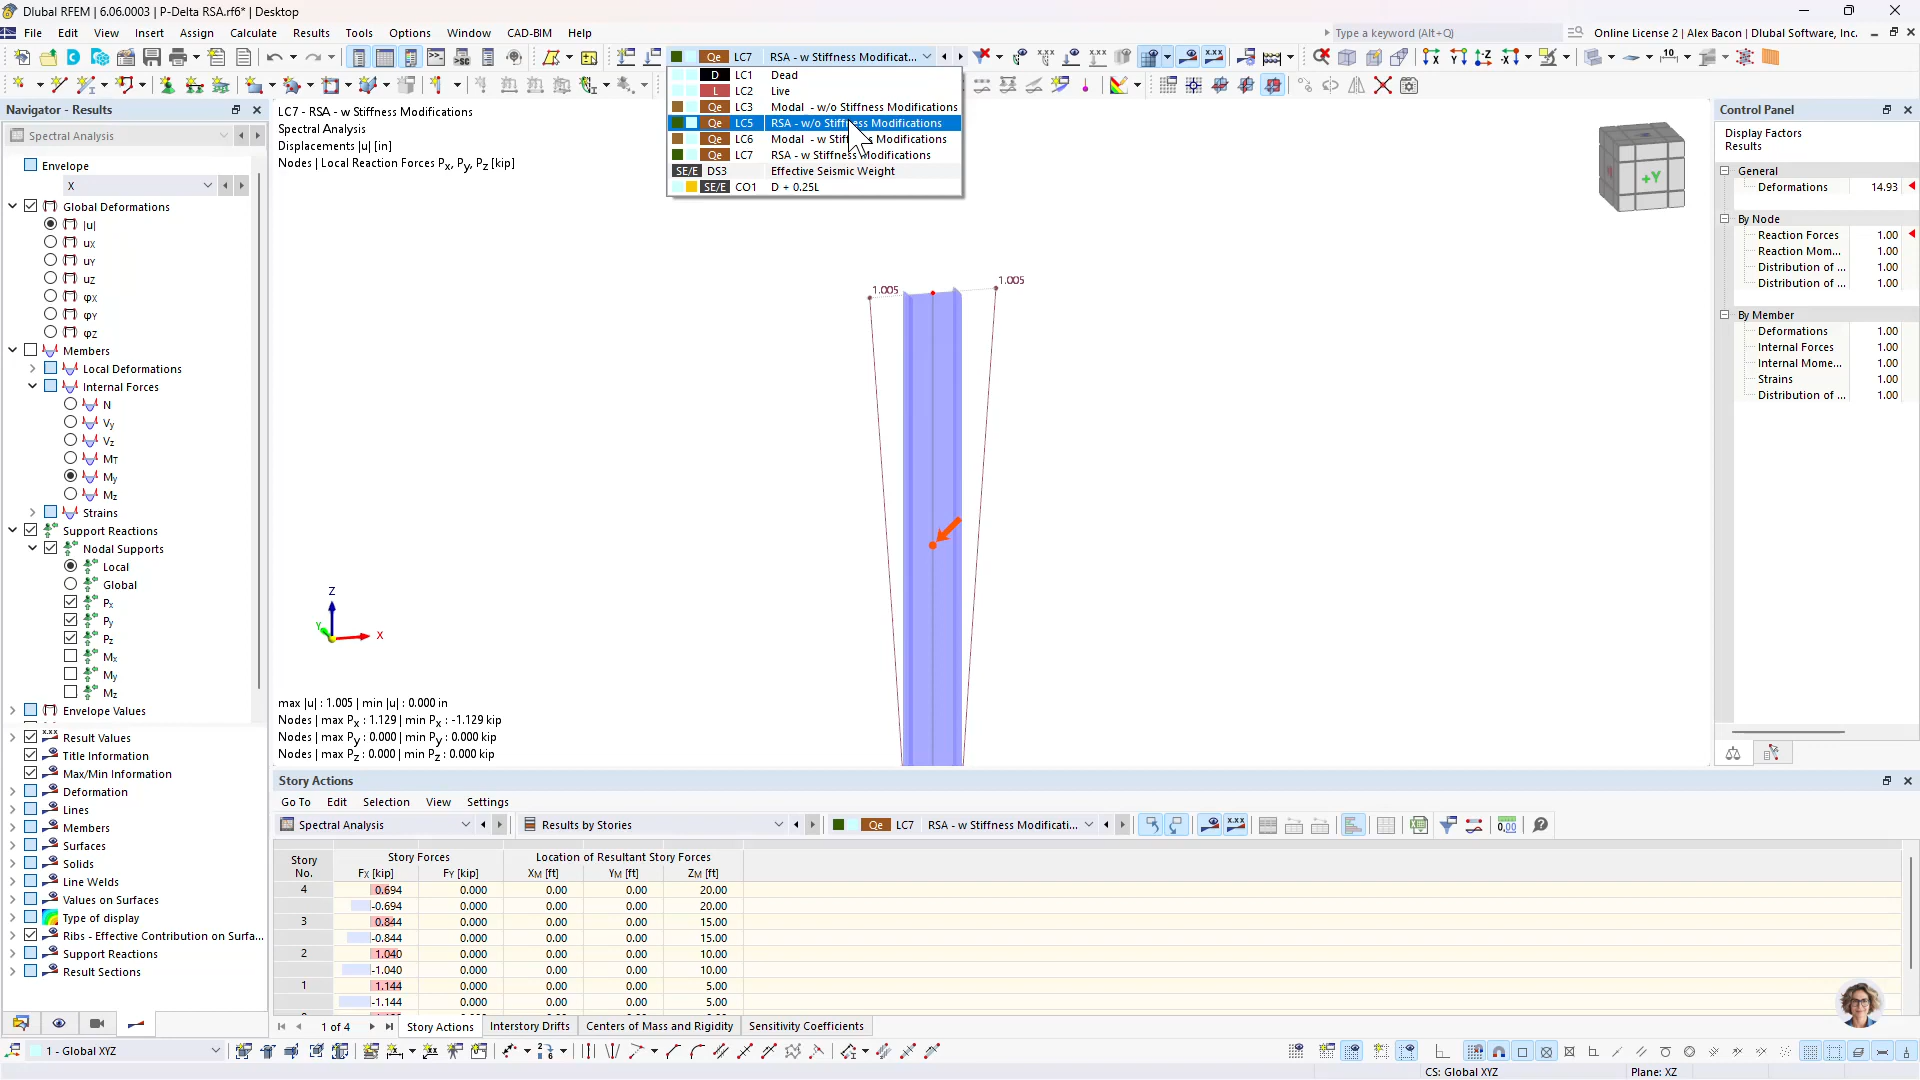 Dlubal RFEM | 6.06.0003 | P-Delta RSA.rf6* | Desktop
File Edit View Insert Assign Calculate Results Tools Options Window CAD-BIM Help
Type a keyword (Alt+Q)
Online License 2 | Alex Bacon | Dlubal Software, Inc.
Qe LC7 RSA - w Stiffness Modificat...
D LC1 Dead
L LC2 Live
Qe LC3 Modal - w/o Stiffness Modifications
Qe LC5 RSA - w/o Stiffness Modifications
Qe LC6 Modal - w Stiffness Modifications
Qe LC7 RSA - w Stiffness Modifications
SE/E DS3 Effective Seismic Weight
SE/E CO1 D + 0.25L
Navigator - Results
Spectral Analysis
Envelope
X
Global Deformations
|u|
uX
uY
uZ
φX
φY
φZ
Members
Local Deformations
Internal Forces
N
Vy
Vz
MT
My
Mz
Strains
Support Reactions
Nodal Supports
Local
Global
Px
Py
Pz
Mx
My
Mz
Envelope Values
Result Values
Title Information
Max/Min Information
Deformation
Lines
Members
Surfaces
Solids
Line Welds
Values on Surfaces
Type of display
Ribs - Effective Contribution on Surfa...
Support Reactions
Result Sections
LC7 - RSA - w Stiffness Modifications
Spectral Analysis
Displacements |u| [in]
Nodes | Local Reaction Forces Px, Py, Pz [kip]
1.005
1.005
+Y
Z
Y
X
max |u| : 1.005 | min |u| : 0.000 in
Nodes | max Px : 1.129 | min Px : -1.129 kip
Nodes | max Py : 0.000 | min Py : 0.000 kip
Nodes | max Pz : 0.000 | min Pz : 0.000 kip
Control Panel
Display Factors
Results
General
Deformations 14.93
By Node
Reaction Forces 1.00
Reaction Mom... 1.00
Distribution of ... 1.00
Distribution of ... 1.00
By Member
Deformations 1.00
Internal Forces 1.00
Internal Mome... 1.00
Strains 1.00
Distribution of ... 1.00
Story Actions
Go To Edit Selection View Settings
Spectral Analysis
Results by Stories
Qe LC7 RSA - w Stiffness Modificati...
Story Story Forces Location of Resultant Story Forces
No. FX [kip] FY [kip] XM [ft] YM [ft] ZM [ft]
4 0.694 0.000 0.00 0.00 20.00
-0.694 0.000 0.00 0.00 20.00
3 0.844 0.000 0.00 0.00 15.00
-0.844 0.000 0.00 0.00 15.00
2 1.040 0.000 0.00 0.00 10.00
-1.040 0.000 0.00 0.00 10.00
1 1.144 0.000 0.00 0.00 5.00
-1.144 0.000 0.00 0.00 5.00
1 of 4 Story Actions Interstory Drifts Centers of Mass and Rigidity Sensitivity Coefficients
1 - Global XYZ
CS: Global XYZ
Plane: XZ